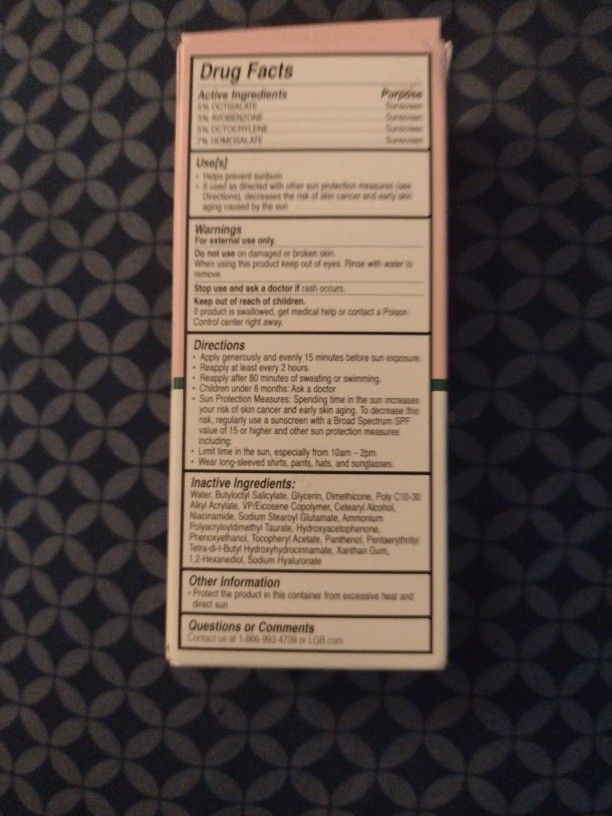 Drug Facts
Active Ingredients Purpose
5% OCTISALATE Sunscreen
3% AVOBENZONE Sunscreen
5% OCTOCRYLENE Sunscreen
7% HOMOSALATE Sunscreen
Use[s]
• Helps prevent sunburn
• If used as directed with other sun protection measures (see
Directions), decreases the risk of skin cancer and early skin
aging caused by the sun
Warnings
For external use only.
Do not use on damaged or broken skin.
When using this product keep out of eyes. Rinse with water to
remove.
Stop use and ask a doctor if rash occurs.
Keep out of reach of children.
If product is swallowed, get medical help or contact a Poison
Control center right away.
Directions
• Apply generously and evenly 15 minutes before sun exposure.
• Reapply at least every 2 hours.
• Reapply after 80 minutes of sweating or swimming.
• Children under 6 months: Ask a doctor
• Sun Protection Measures: Spending time in the sun increases
your risk of skin cancer and early skin aging. To decrease this
risk, regularly use a sunscreen with a Broad Spectrum SPF
value of 15 or higher and other sun protection measures
including:
• Limit time in the sun, especially from 10am – 2pm
• Wear long-sleeved shirts, pants, hats, and sunglasses.
Inactive Ingredients:
Water, Butyloctyl Salicylate, Glycerin, Dimethicone, Poly C10-30
Alkyl Acrylate, VP/Eicosene Copolymer, Cetearyl Alcohol,
Niacinamide, Sodium Stearoyl Glutamate, Ammonium
Polyacryloyldimethyl Taurate, Hydroxyacetophenone,
Phenoxyethanol, Tocopheryl Acetate, Panthenol, Pentaerythrityl
Tetra-di-t-Butyl Hydroxyhydrocinnamate, Xanthan Gum,
1,2-Hexanediol, Sodium Hyaluronate
Other Information
• Protect the product in this container from excessive heat and
direct sun
Questions or Comments
Contact us at 1-866-993-4709 or LGB.com